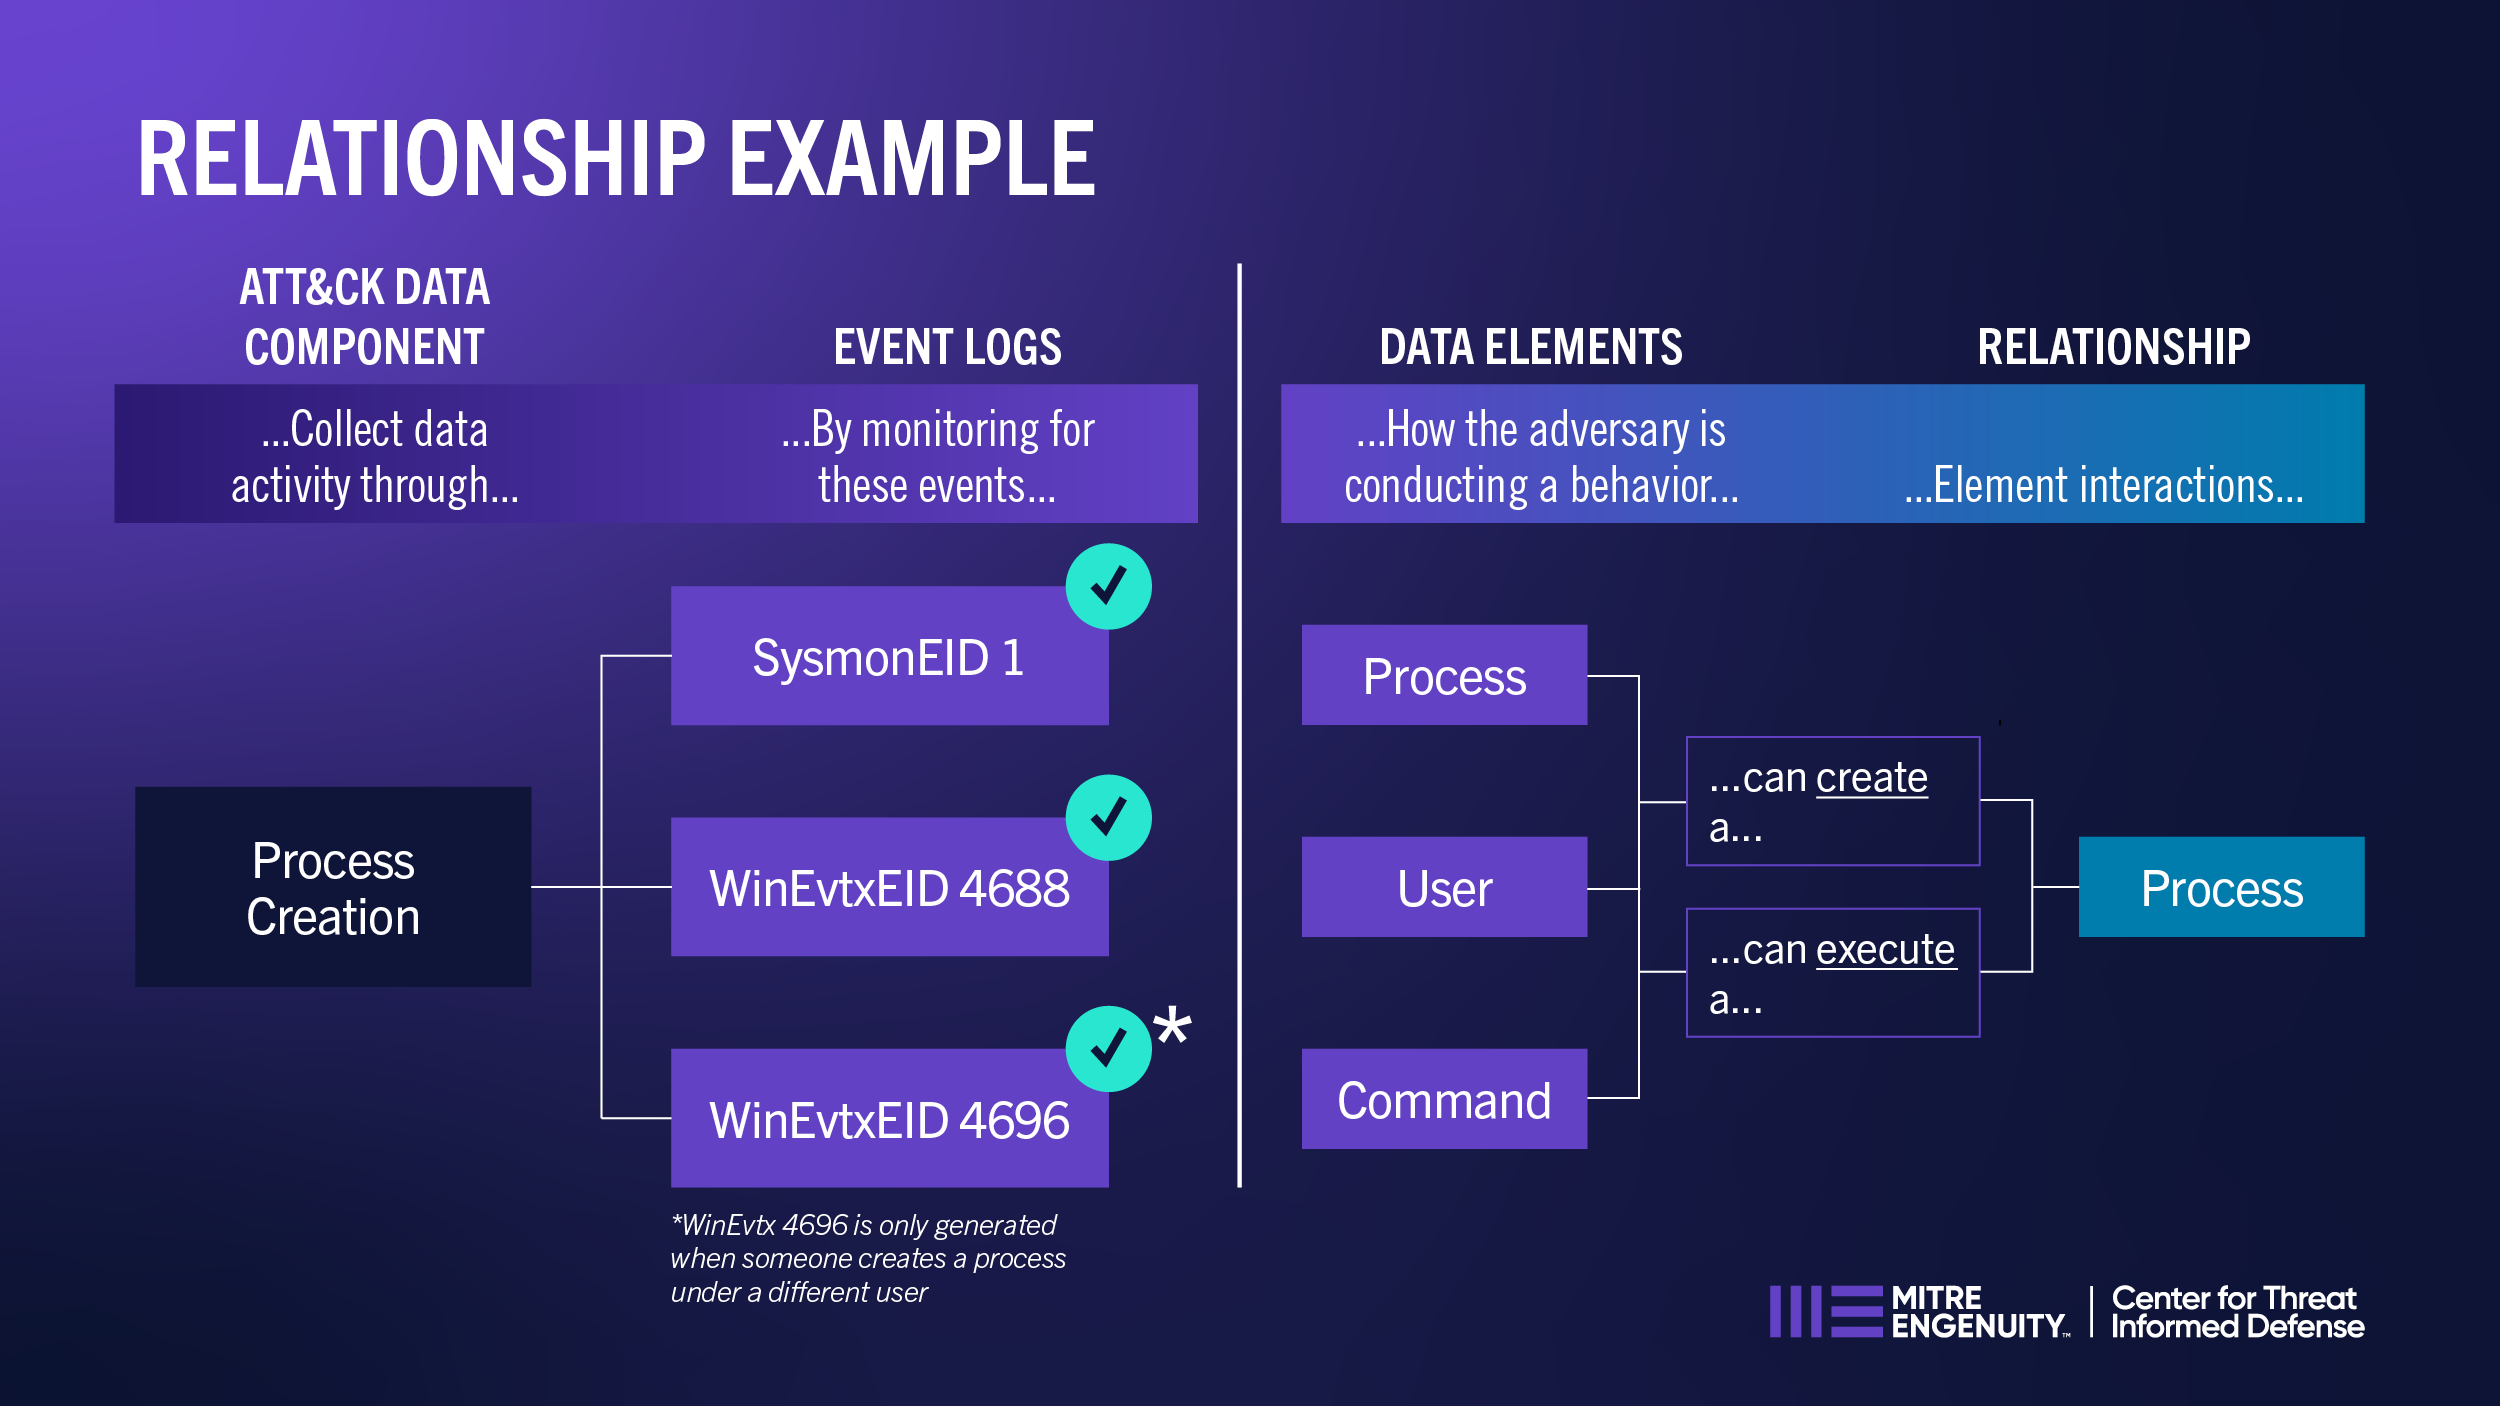 RELATIONSHIP EXAMPLE
ATT&CK DATA
COMPONENT
EVENT LOGS
...Collect data
activity through...
...By monitoring for
these events...
DATA ELEMENTS
RELATIONSHIP
...How the adversary is
conducting a behavior...
...Element interactions...
Process
Creation
SysmonEID 1
WinEvtxEID 4688
WinEvtxEID 4696
*
*WinEvtx 4696 is only generated
when someone creates a process
under a different user
Process
User
Command
...can create
a...
...can execute
a...
Process
MITRE
ENGENUITY™
Center for Threat
Informed Defense